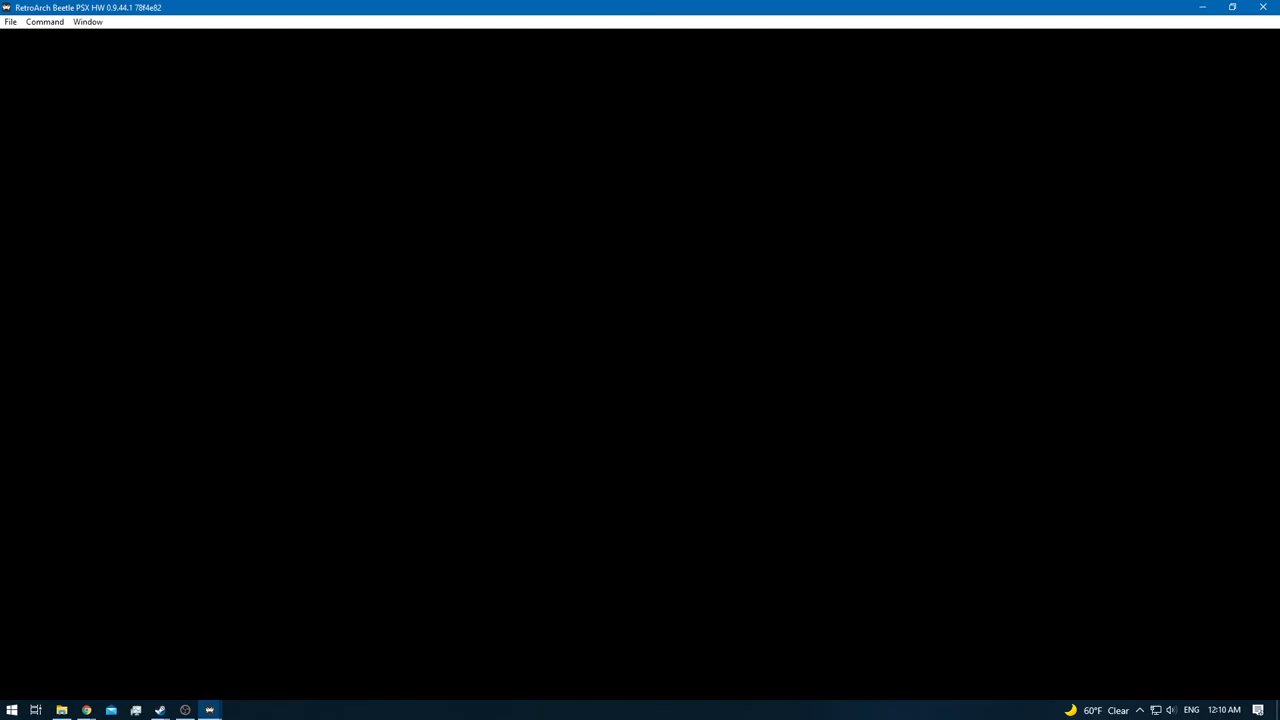 RetroArch Beetle PSX HW 0.9.44.1 78f4e82
File Command Window
60°F Clear ENG 12:10 AM